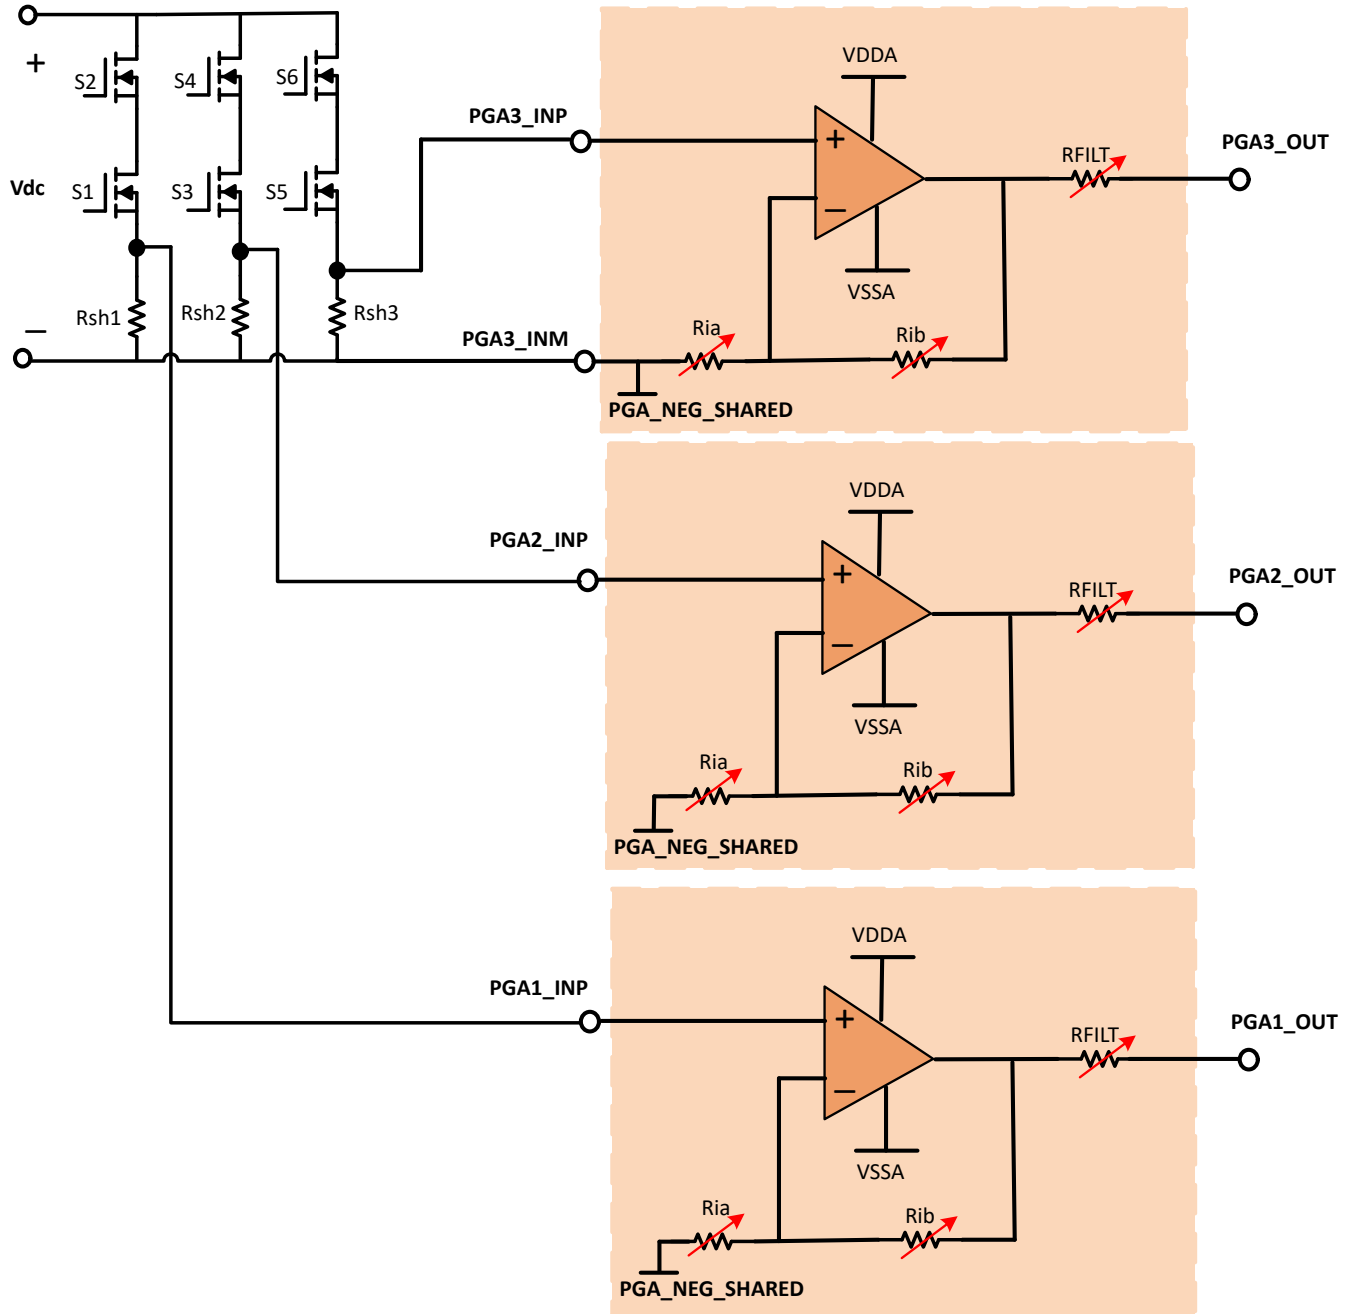 +
Vdc
−
S2
S4
S6
S1
S3
S5
Rsh1
Rsh2
Rsh3
PGA3_INP
PGA3_INM
VDDA
+
−
VSSA
Ria
Rib
RFILT
PGA3_OUT
PGA_NEG_SHARED
PGA2_INP
VDDA
+
−
VSSA
Ria
Rib
RFILT
PGA2_OUT
PGA_NEG_SHARED
PGA1_INP
VDDA
+
−
VSSA
Ria
Rib
RFILT
PGA1_OUT
PGA_NEG_SHARED